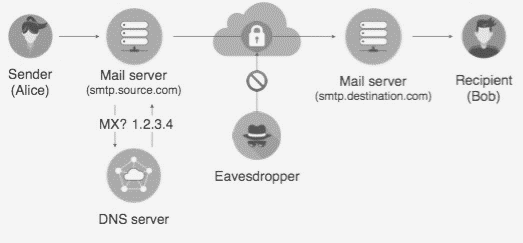 Sender
(Alice)
Mail server
(smtp.source.com)
MX? 1.2.3.4
DNS server
Eavesdropper
Mail server
(smtp.destination.com)
Recipient
(Bob)